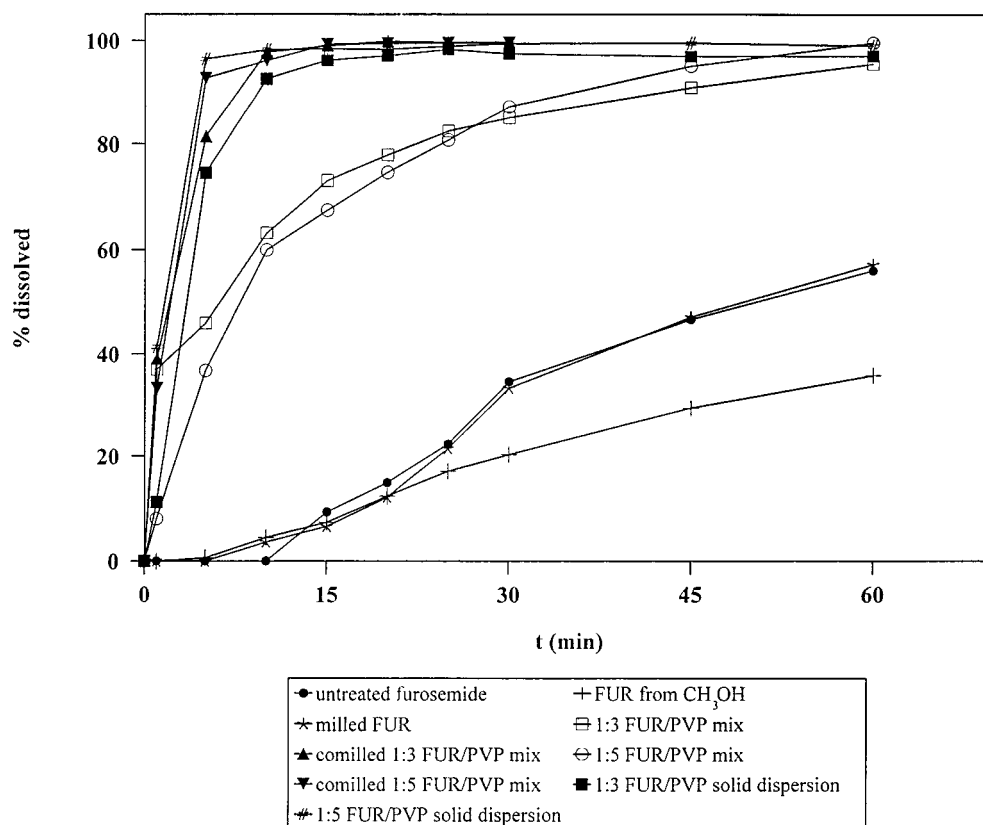 100
80
60
40
20
0
% dissolved
0 15 30 45 60
t (min)
untreated furosemide
FUR from CH₃OH
milled FUR
1:3 FUR/PVP mix
comilled 1:3 FUR/PVP mix
1:5 FUR/PVP mix
comilled 1:5 FUR/PVP mix
1:3 FUR/PVP solid dispersion
1:5 FUR/PVP solid dispersion